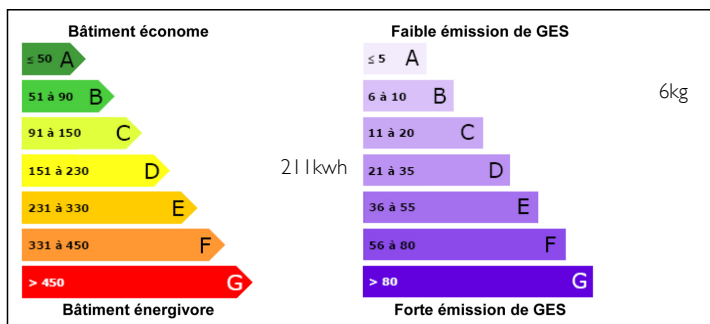 Bâtiment économe
≤ 50 A
51 à 90 B
91 à 150 C
151 à 230 D
211kwh
231 à 330 E
331 à 450 F
> 450 G
Bâtiment énergivore
Faible émission de GES
≤ 5 A
6 à 10 B
6kg
11 à 20 C
21 à 35 D
36 à 55 E
56 à 80 F
> 80 G
Forte émission de GES